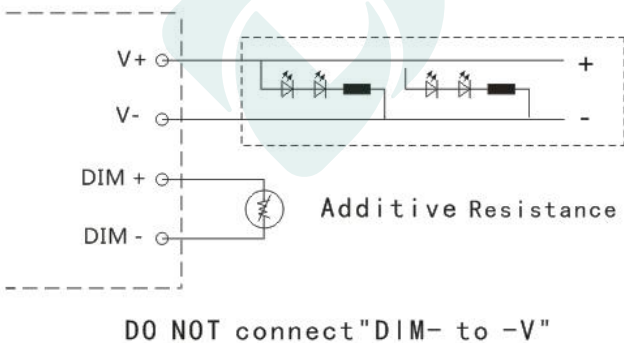 V+
+
V-
-
DIM +
Additive Resistance
DIM -
DO NOT connect"DIM- to -V"